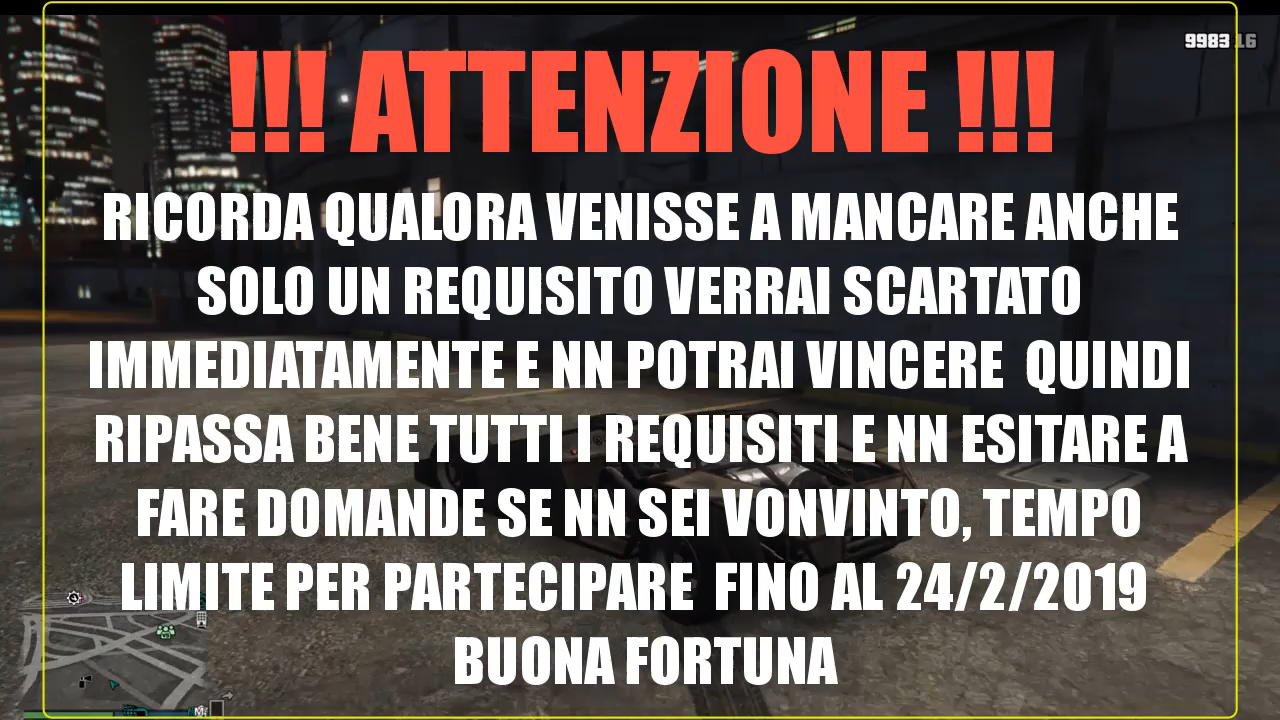 9983 16
!!! ATTENZIONE !!!
RICORDA QUALORA VENISSE A MANCARE ANCHE
SOLO UN REQUISITO VERRAI SCARTATO
IMMEDIATAMENTE E NN POTRAI VINCERE QUINDI
RIPASSA BENE TUTTI I REQUISITI E NN ESITARE A
FARE DOMANDE SE NN SEI VONVINTO, TEMPO
LIMITE PER PARTECIPARE FINO AL 24/2/2019
BUONA FORTUNA